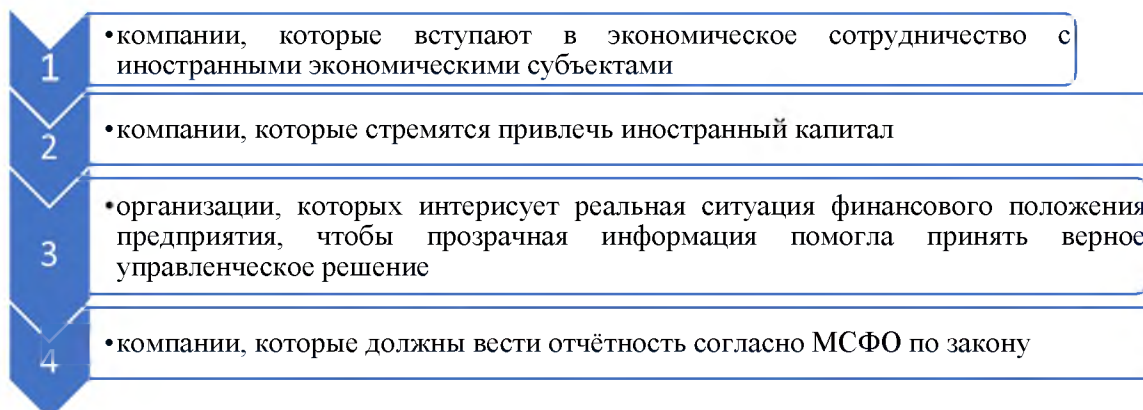 1
•компании, которые вступают в экономическое сотрудничество с
иностранными экономическими субъектами
2
•компании, которые стремятся привлечь иностранный капитал
3
•организации, которых интерисует реальная ситуация финансового положения
предприятия, чтобы прозрачная информация помогла принять верное
управленческое решение
4
•компании, которые должны вести отчётность согласно МСФО по закону